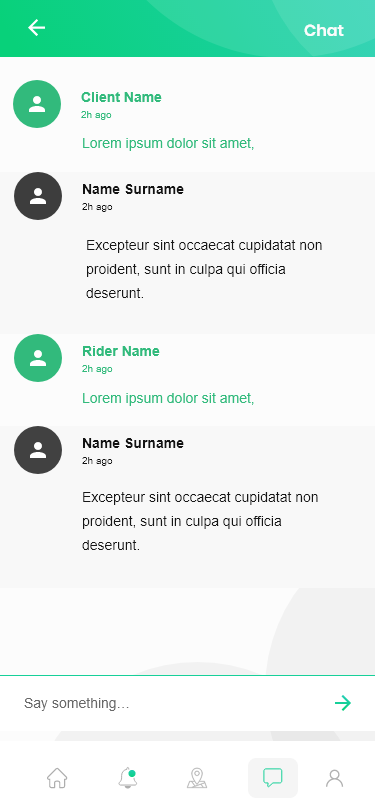 Chat
Client Name
2h ago
Lorem ipsum dolor sit amet,
Name Surname
2h ago
Excepteur sint occaecat cupidatat non
proident, sunt in culpa qui officia
deserunt.
Rider Name
2h ago
Lorem ipsum dolor sit amet,
Name Surname
2h ago
Excepteur sint occaecat cupidatat non
proident, sunt in culpa qui officia
deserunt.
Say something...